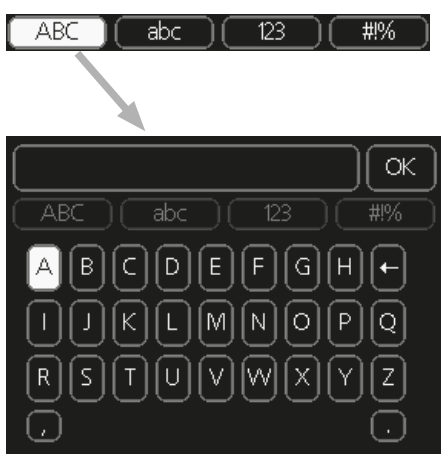 ABC abc 123 #!%
OK
ABC abc 123 #!%
A B C D E F G H ←
I J K L M N O P Q
R S T U V W X Y Z
, .